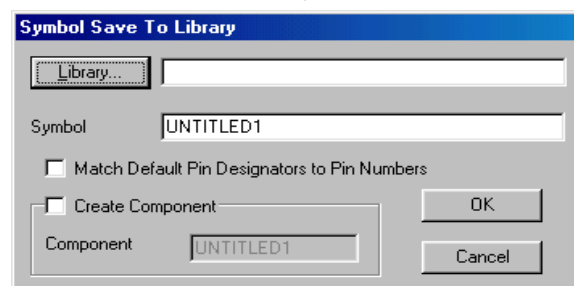 Symbol Save To Library
Library...
Symbol UNTITLED1
Match Default Pin Designators to Pin Numbers
Create Component
OK
Component UNTITLED1
Cancel